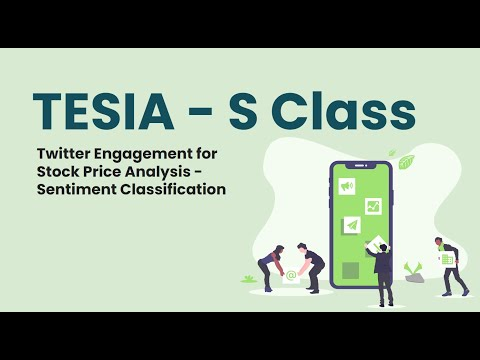 TESIA - S Class
Twitter Engagement for
Stock Price Analysis -
Sentiment Classification
@